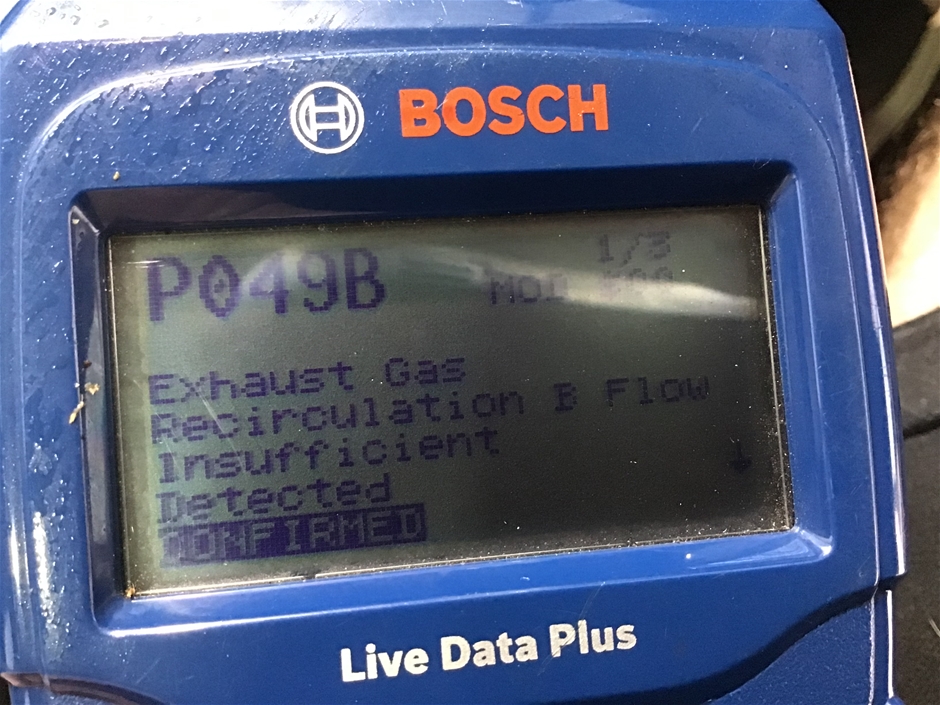 BOSCH
1/3
P049B
Exhaust Gas
Recirculation B Flow
Insufficient
Detected
CONFIRMED
Live Data Plus